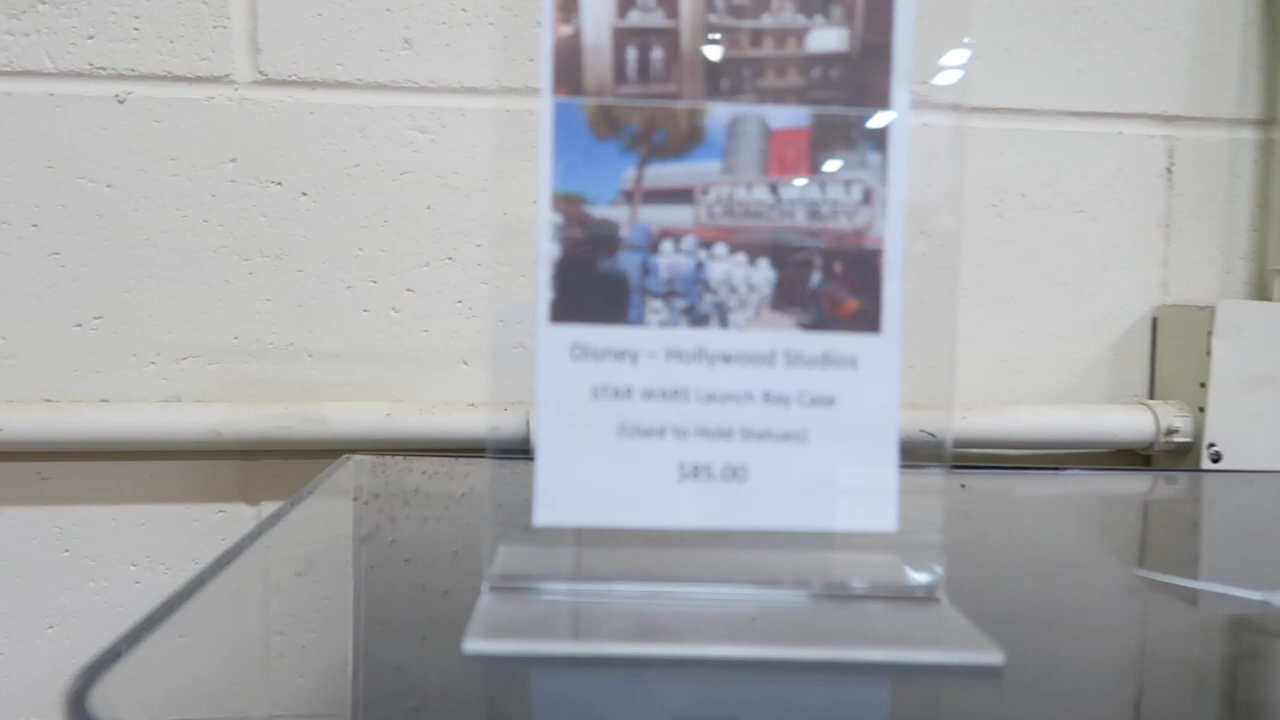 STAR WARS
LAUNCH BAY
Disney – Hollywood Studios
STAR WARS Launch Bay Case
(Used to Hold Statues)
$85.00